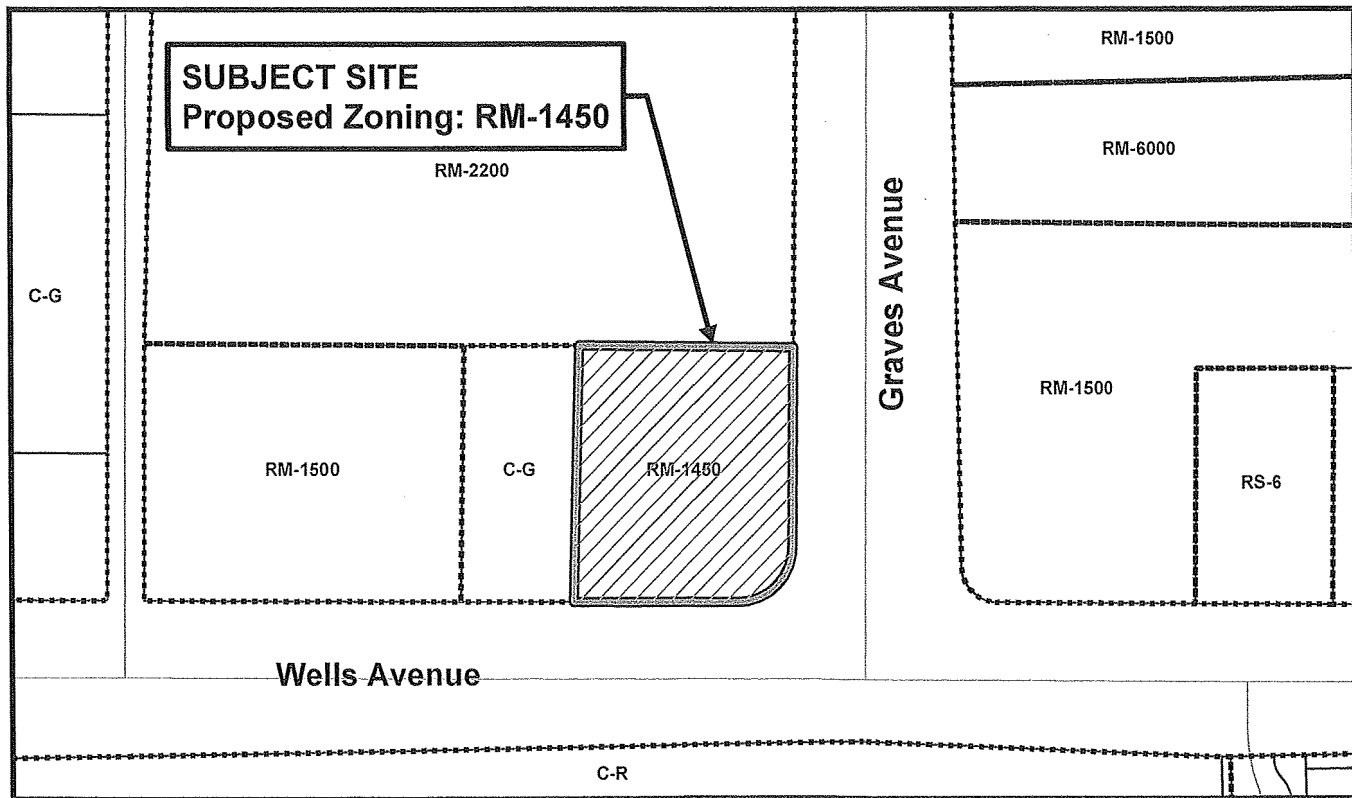 RM-1500
SUBJECT SITE
Proposed Zoning: RM-1450
RM-6000
RM-2200
Graves Avenue
C-G
RM-1500
RM-1500
C-G
RM-1450
RS-6
Wells Avenue
C-R